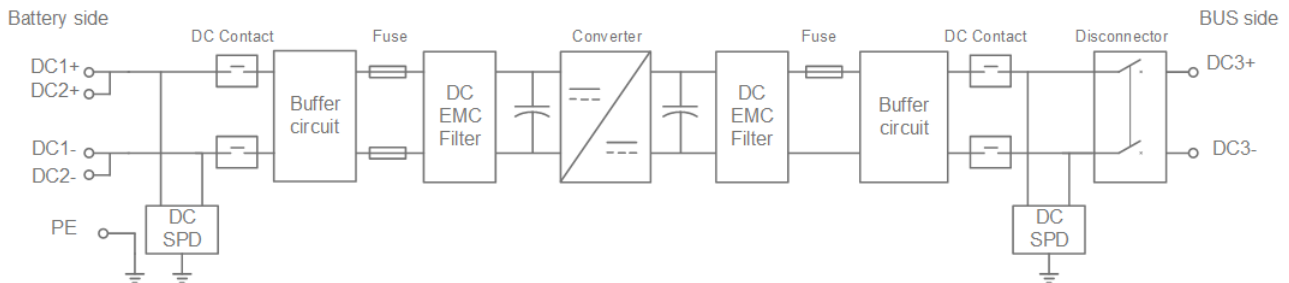 Battery side
BUS side
DC Contact
Fuse
Converter
Fuse
DC Contact
Disconnector
DC1+
DC2+
DC3+
Buffer
circuit
DC
EMC
Filter
DC
EMC
Filter
Buffer
circuit
DC1-
DC2-
DC3-
PE
DC
SPD
DC
SPD